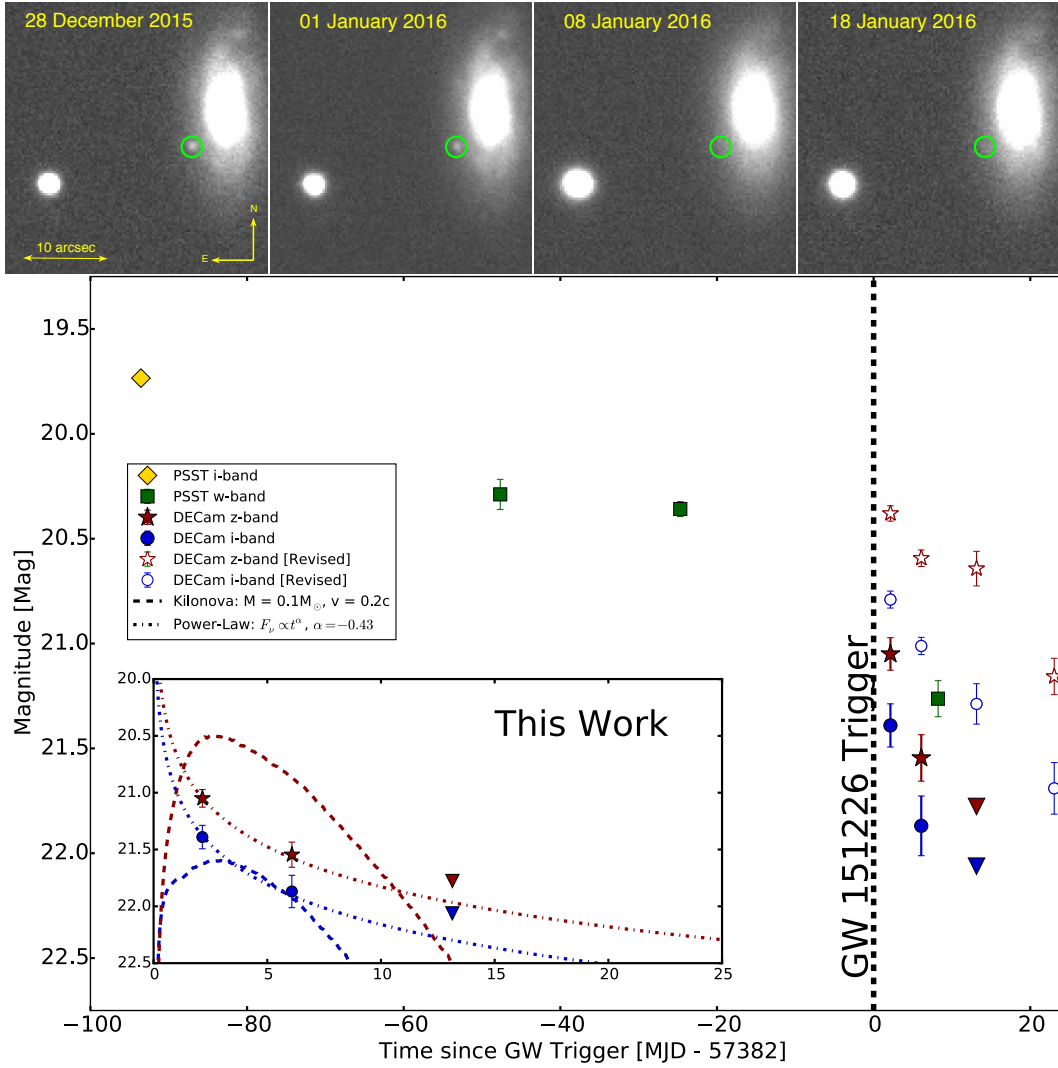 28 December 2015
01 January 2016
08 January 2016
18 January 2016
N
E
10 arcsec
19.5
20.0
20.5
21.0
21.5
22.0
22.5
Magnitude [Mag]
PSST i-band
PSST w-band
DECam z-band
DECam i-band
DECam z-band [Revised]
DECam i-band [Revised]
Kilonova: M = 0.1M⊙, v = 0.2c
Power-Law: Fν ∝ t^α, α = −0.43
GW 151226 Trigger
This Work
20.0
20.5
21.0
21.5
22.0
22.5
0 5 10 15 20 25
−100 −80 −60 −40 −20 0 20
Time since GW Trigger [MJD - 57382]